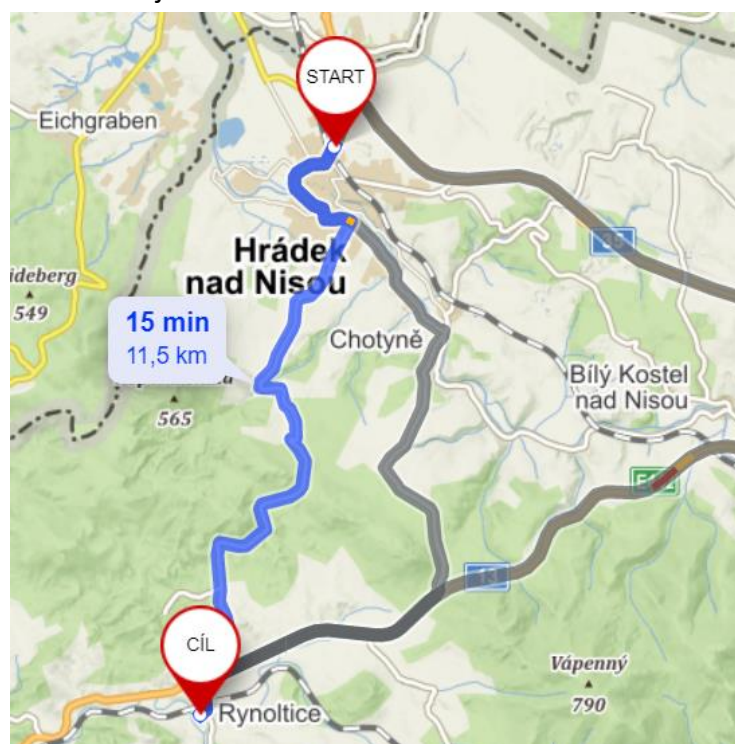 START
Eichgraben
35
Hrádek
nad Nisou
ideberg
549
15 min
11,5 km
Chotyně
Bílý Kostel
nad Nisou
565
13
CÍL
Vápenný
790
Rynoltice